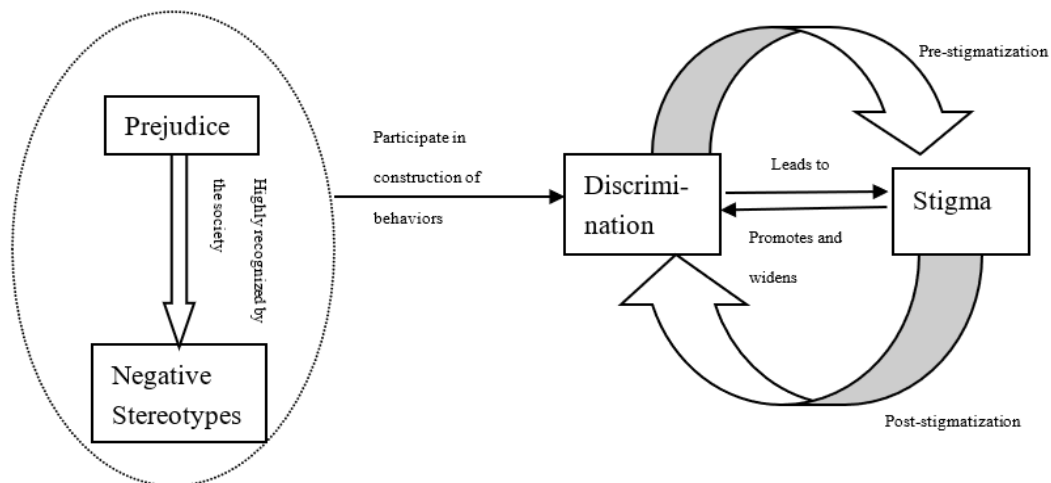 Prejudice
Highly recognized by
the society
Negative
Stereotypes
Participate in
construction of
behaviors
Discrimi-
nation
Leads to
Promotes and
widens
Stigma
Pre-stigmatization
Post-stigmatization